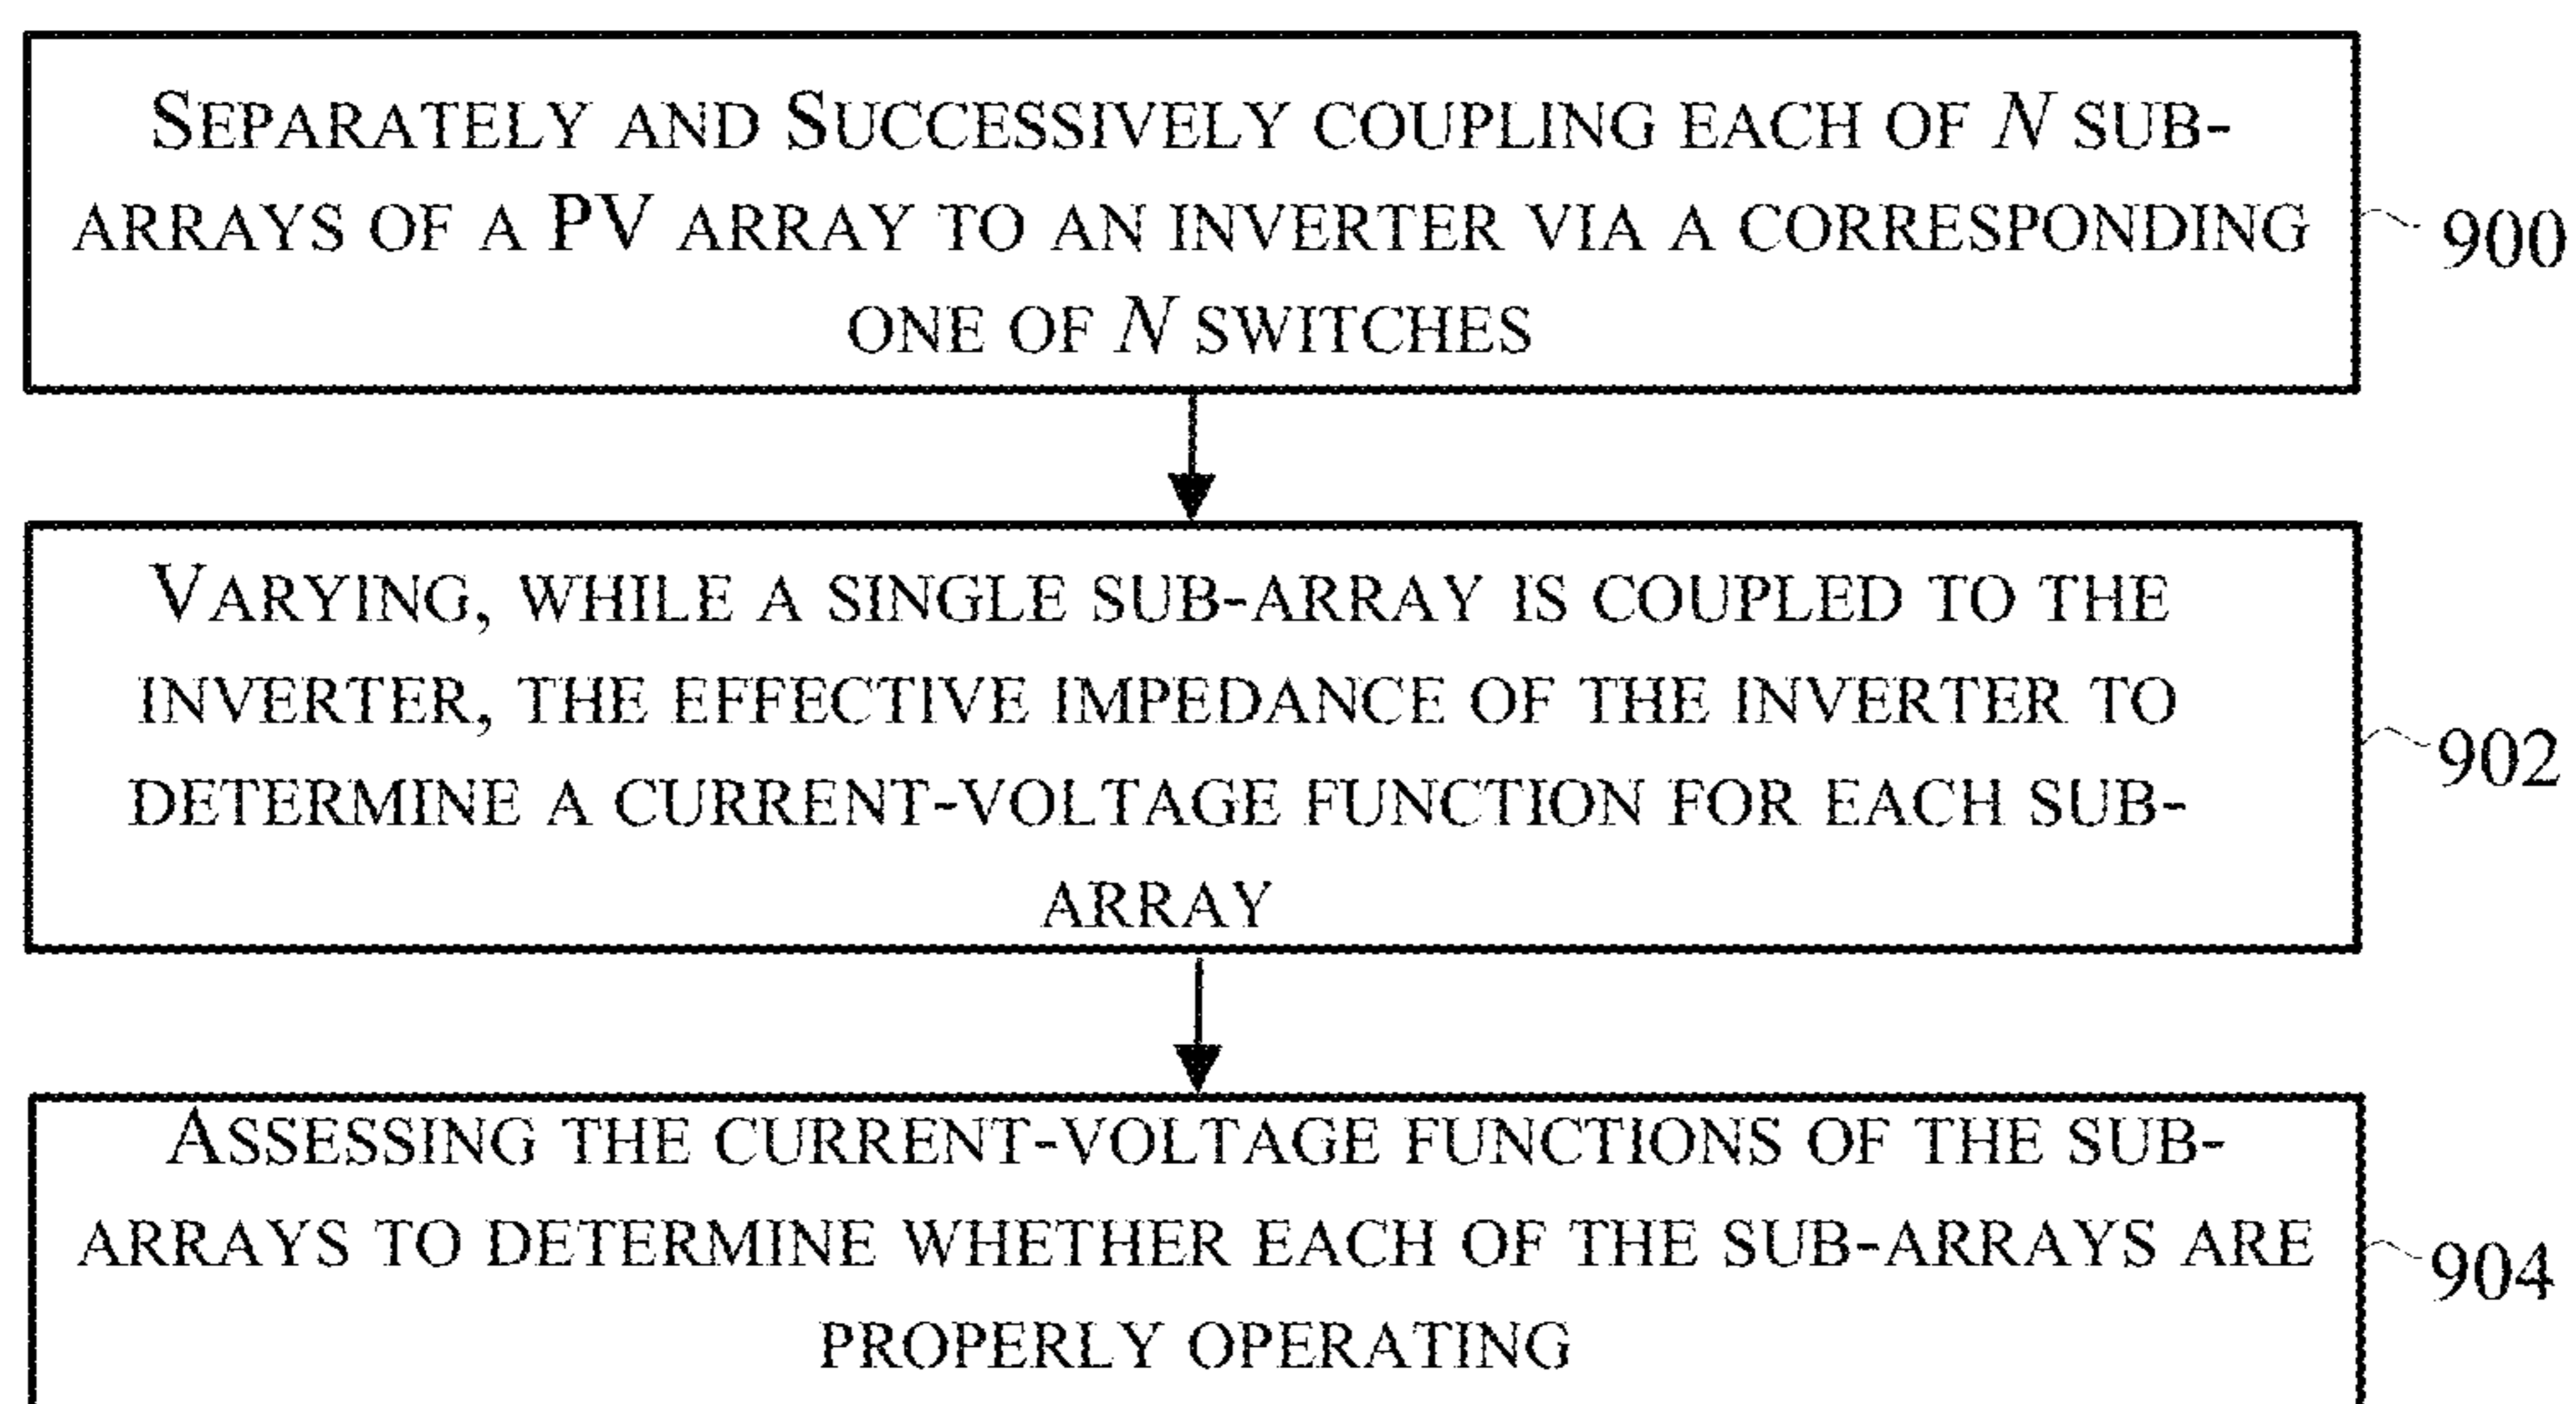 SEPARATELY AND SUCCESSIVELY COUPLING EACH OF N SUB-
ARRAYS OF A PV ARRAY TO AN INVERTER VIA A CORRESPONDING
ONE OF N SWITCHES
900
VARYING, WHILE A SINGLE SUB-ARRAY IS COUPLED TO THE
INVERTER, THE EFFECTIVE IMPEDANCE OF THE INVERTER TO
DETERMINE A CURRENT-VOLTAGE FUNCTION FOR EACH SUB-
ARRAY
902
ASSESSING THE CURRENT-VOLTAGE FUNCTIONS OF THE SUB-
ARRAYS TO DETERMINE WHETHER EACH OF THE SUB-ARRAYS ARE
PROPERLY OPERATING
904